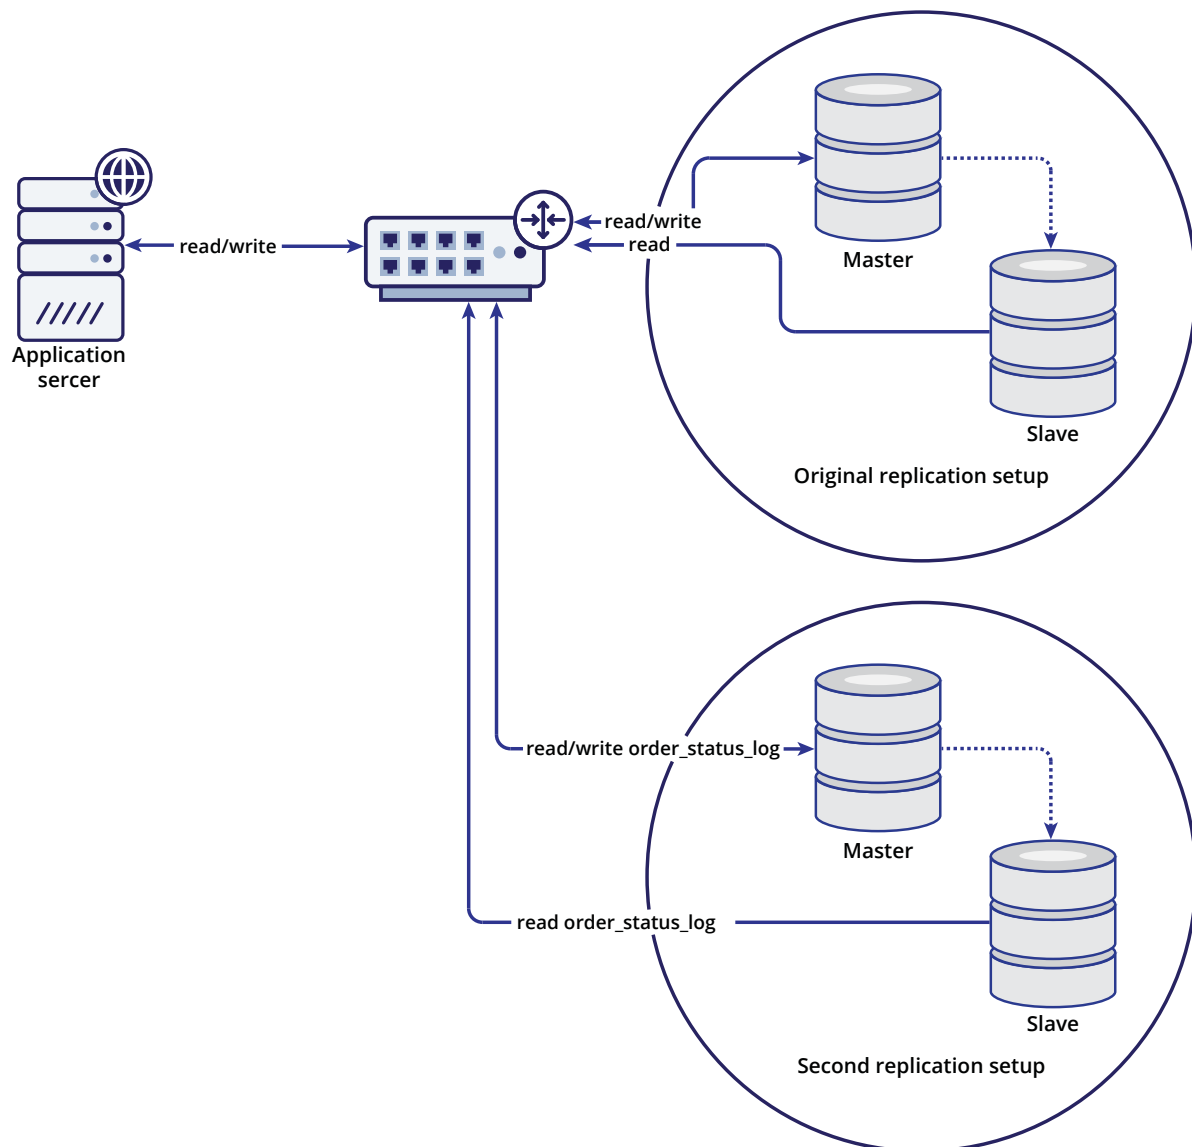 Application
sercer
read/write
read/write
read
Master
Slave
Original replication setup
read/write order_status_log
Master
read order_status_log
Slave
Second replication setup